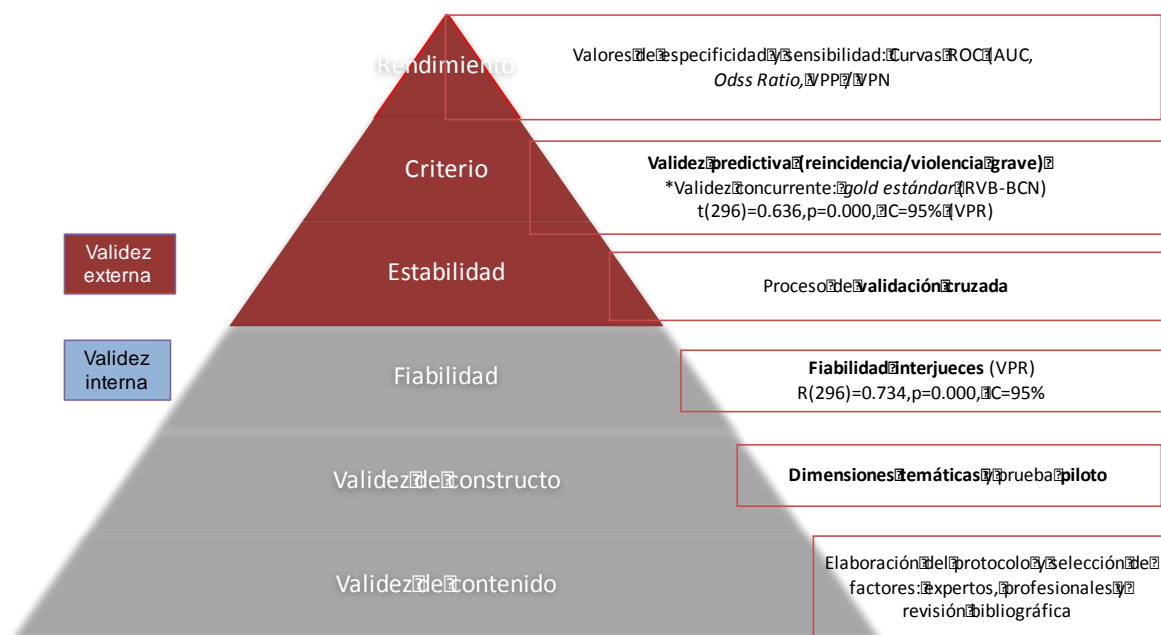 Rendimiento
Valores de especificidad y sensibilidad: Curvas ROC (AUC,
Odss Ratio, VPP / VPN
Criterio
Validez predictiva (reincidencia/violencia grave)
*Validez concurrente: gold estándar (RVB-BCN)
t(296)=0.636,p=0.000, IC=95% (VPR)
Validez
externa
Estabilidad
Proceso de validación cruzada
Validez
interna
Fiabilidad
Fiabilidad interjueces (VPR)
R(296)=0.734,p=0.000, IC=95%
Validez de constructo
Dimensiones temáticas y prueba piloto
Validez de contenido
Elaboración del protocolo y selección de
factores: expertos, profesionales y
revisión bibliográfica